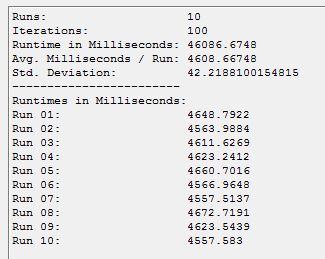 Runs: 10
Iterations: 100
Runtime in Milliseconds: 46086.6748
Avg. Milliseconds / Run: 4608.66748
Std. Deviation: 42.2188100154815
------------------------
Runtimes in Milliseconds:
Run 01: 4648.7922
Run 02: 4563.9884
Run 03: 4611.6269
Run 04: 4623.2412
Run 05: 4660.7016
Run 06: 4566.9648
Run 07: 4557.5137
Run 08: 4672.7191
Run 09: 4623.5439
Run 10: 4557.583